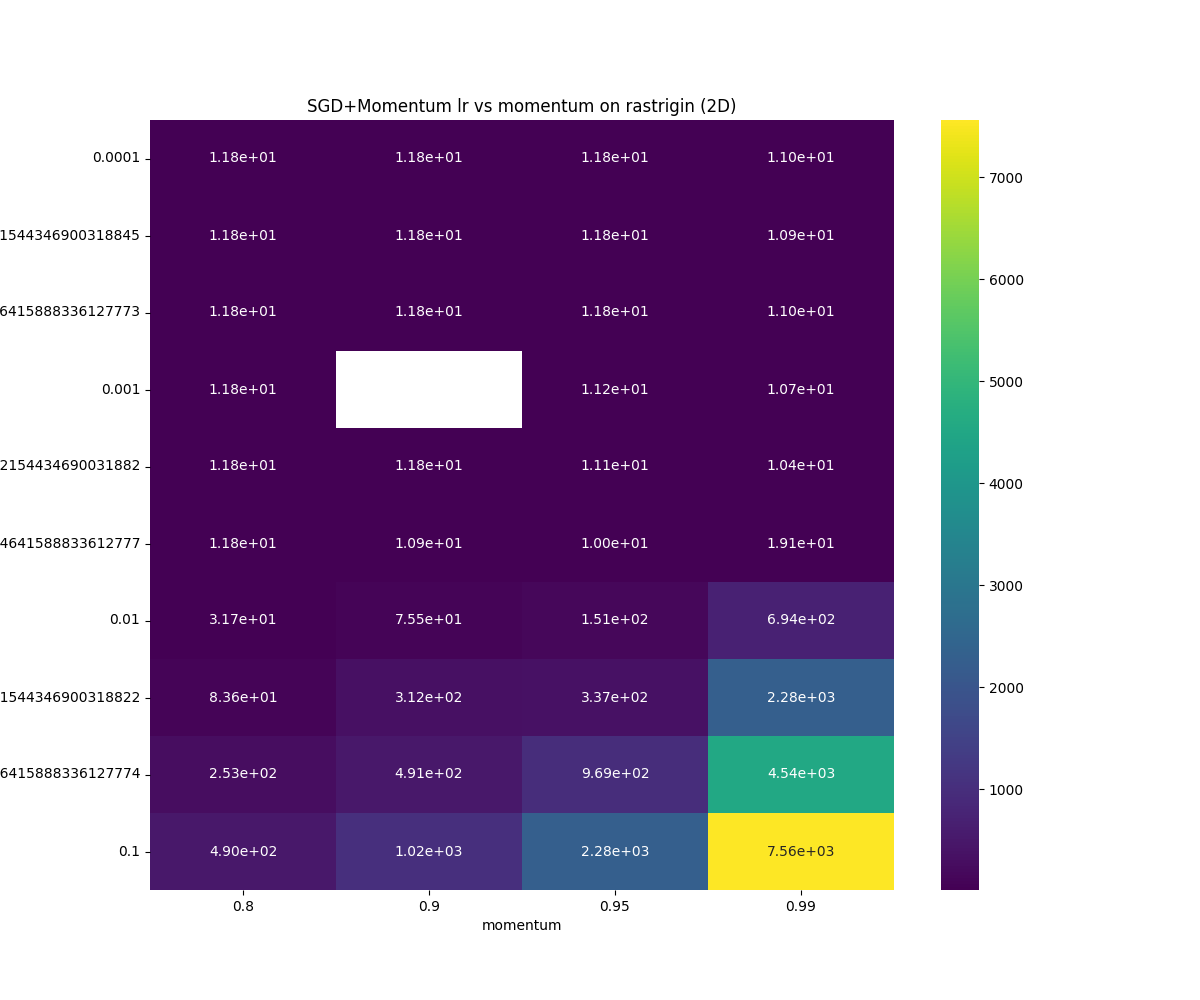 SGD+Momentum lr vs momentum on rastrigin (2D)
0.0001 1.18e+01 1.18e+01 1.18e+01 1.10e+01
1544346900318845 1.18e+01 1.18e+01 1.18e+01 1.09e+01
6415888336127773 1.18e+01 1.18e+01 1.18e+01 1.10e+01
0.001 1.18e+01 1.12e+01 1.07e+01
2154434690031882 1.18e+01 1.18e+01 1.11e+01 1.04e+01
4641588833612777 1.18e+01 1.09e+01 1.00e+01 1.91e+01
0.01 3.17e+01 7.55e+01 1.51e+02 6.94e+02
1544346900318822 8.36e+01 3.12e+02 3.37e+02 2.28e+03
6415888336127774 2.53e+02 4.91e+02 9.69e+02 4.54e+03
0.1 4.90e+02 1.02e+03 2.28e+03 7.56e+03
0.8 0.9 0.95 0.99
momentum
7000
6000
5000
4000
3000
2000
1000